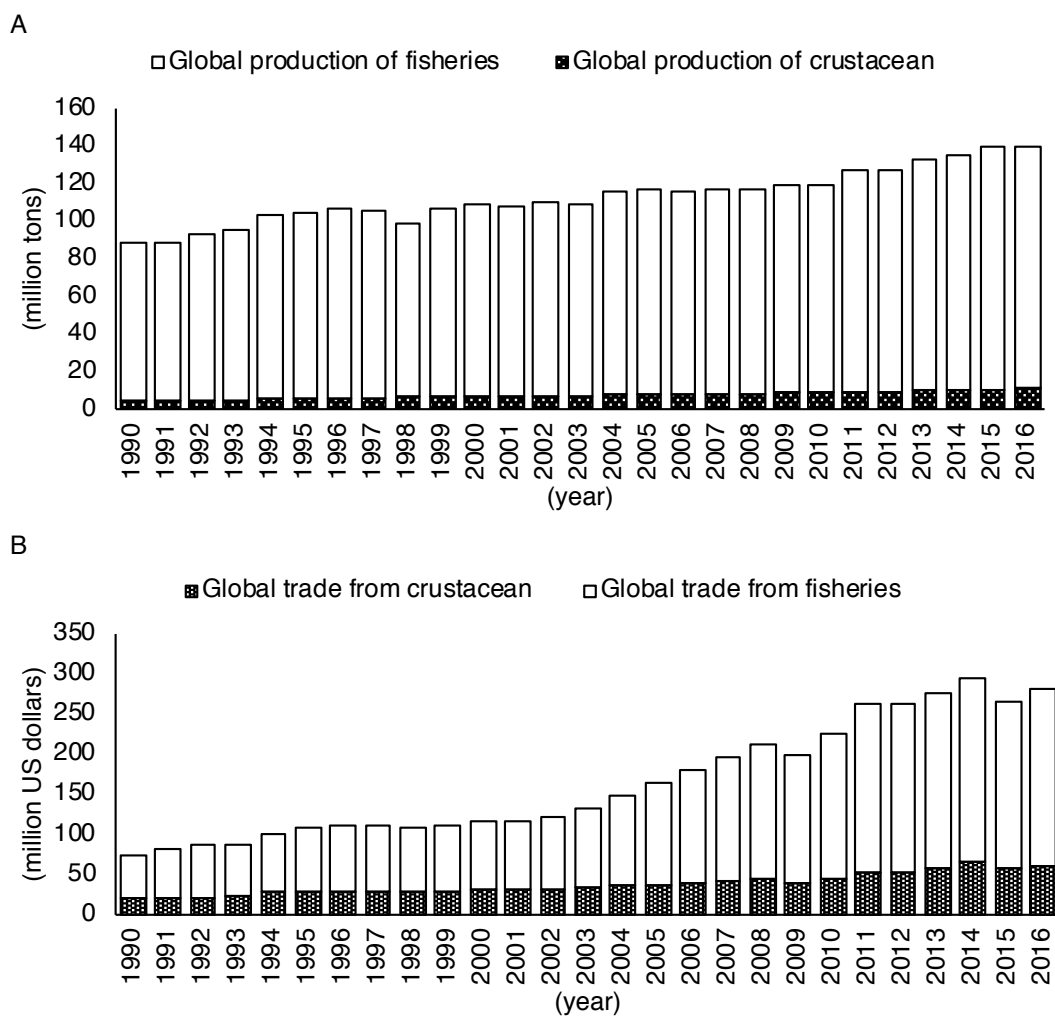 A
Global production of fisheries Global production of crustacean
160
140
120
100
80
60
40
20
0
(million tons)
1990 1991 1992 1993 1994 1995 1996 1997 1998 1999 2000 2001 2002 2003 2004 2005 2006 2007 2008 2009 2010 2011 2012 2013 2014 2015 2016
(year)
B
Global trade from crustacean Global trade from fisheries
350
300
250
200
150
100
50
0
(million US dollars)
1990 1991 1992 1993 1994 1995 1996 1997 1998 1999 2000 2001 2002 2003 2004 2005 2006 2007 2008 2009 2010 2011 2012 2013 2014 2015 2016
(year)